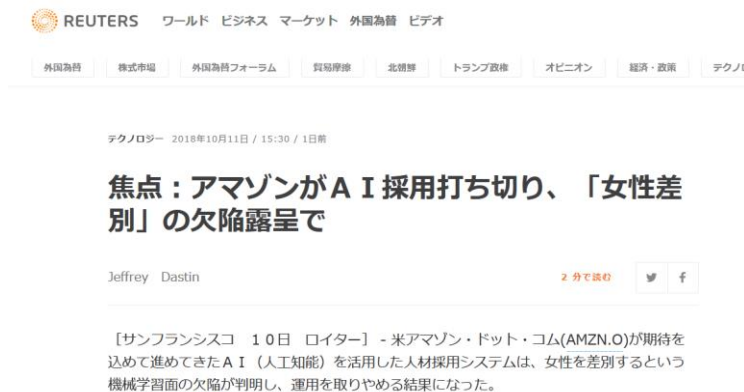 REUTERS ワールド ビジネス マーケット 外国為替 ビデオ
外国為替 株式市場 外国為替フォーラム 貿易摩擦 北朝鮮 トランプ政権 オピニオン 経済・政策 テクノロ
テクノロジー 2018年10月11日 / 15:30 / 1日前
焦点：アマゾンがＡＩ採用打ち切り、「女性差
別」の欠陥露呈で
Jeffrey Dastin 2 分で読む
［サンフランシスコ １０日 ロイター］ - 米アマゾン・ドット・コム(AMZN.O)が期待を
込めて進めてきたＡＩ（人工知能）を活用した人材採用システムは、女性を差別するという
機械学習面の欠陥が判明し、運用を取りやめる結果になった。